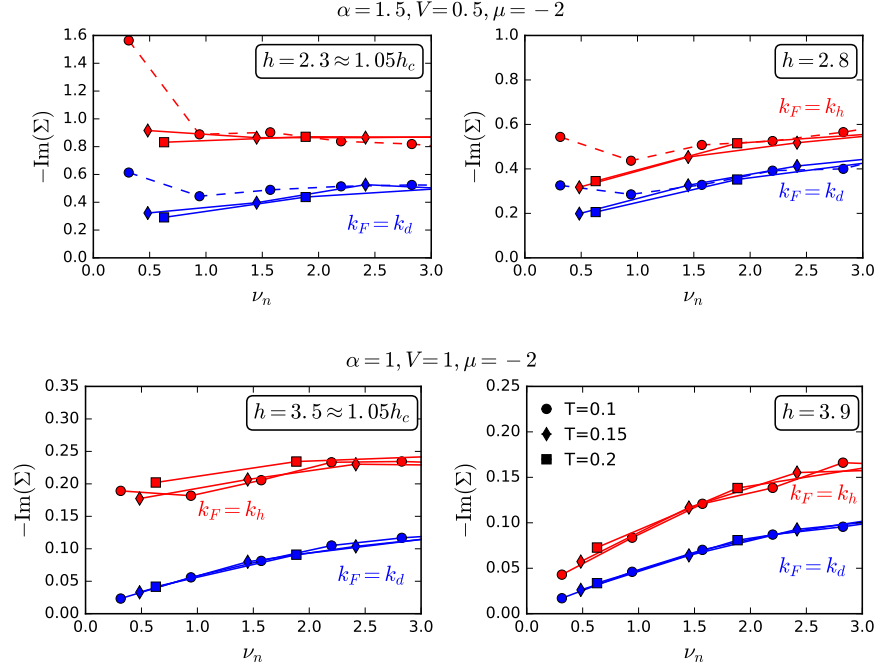 α = 1.5, V = 0.5, μ = −2
h = 2.3 ≈ 1.05h_c
−Im(Σ)
1.6
1.4
1.2
1.0
0.8
0.6
0.4
0.2
0.0
k_F = k_d
0.0 0.5 1.0 1.5 2.0 2.5 3.0
ν_n
h = 2.8
−Im(Σ)
1.0
0.8
0.6
0.4
0.2
0.0
k_F = k_h
k_F = k_d
0.0 0.5 1.0 1.5 2.0 2.5 3.0
ν_n
α = 1, V = 1, μ = −2
h = 3.5 ≈ 1.05h_c
−Im(Σ)
0.35
0.30
0.25
0.20
0.15
0.10
0.05
0.00
k_F = k_h
k_F = k_d
0.0 0.5 1.0 1.5 2.0 2.5 3.0
ν_n
h = 3.9
T=0.1
T=0.15
T=0.2
−Im(Σ)
0.25
0.20
0.15
0.10
0.05
0.00
k_F = k_h
k_F = k_d
0.0 0.5 1.0 1.5 2.0 2.5 3.0
ν_n